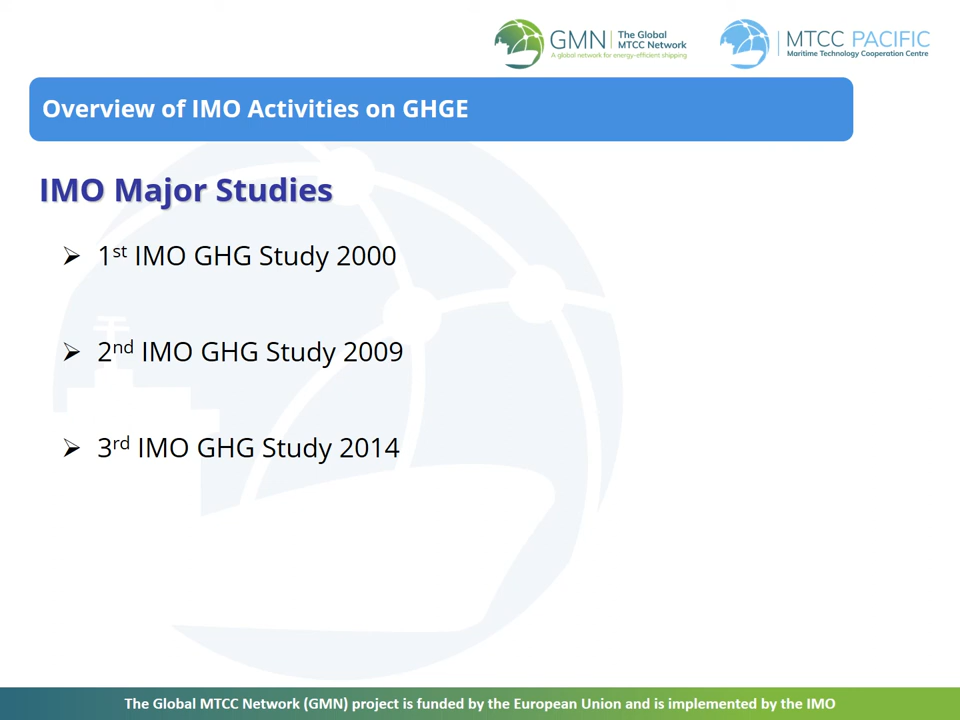 GMN
The Global
MTCC Network
A global network for energy-efficient shipping
MTCC PACIFIC
Maritime Technology Cooperation Centre
Overview of IMO Activities on GHGE
IMO Major Studies
➢ 1st IMO GHG Study 2000
➢ 2nd IMO GHG Study 2009
➢ 3rd IMO GHG Study 2014
The Global MTCC Network (GMN) project is funded by the European Union and is implemented by the IMO